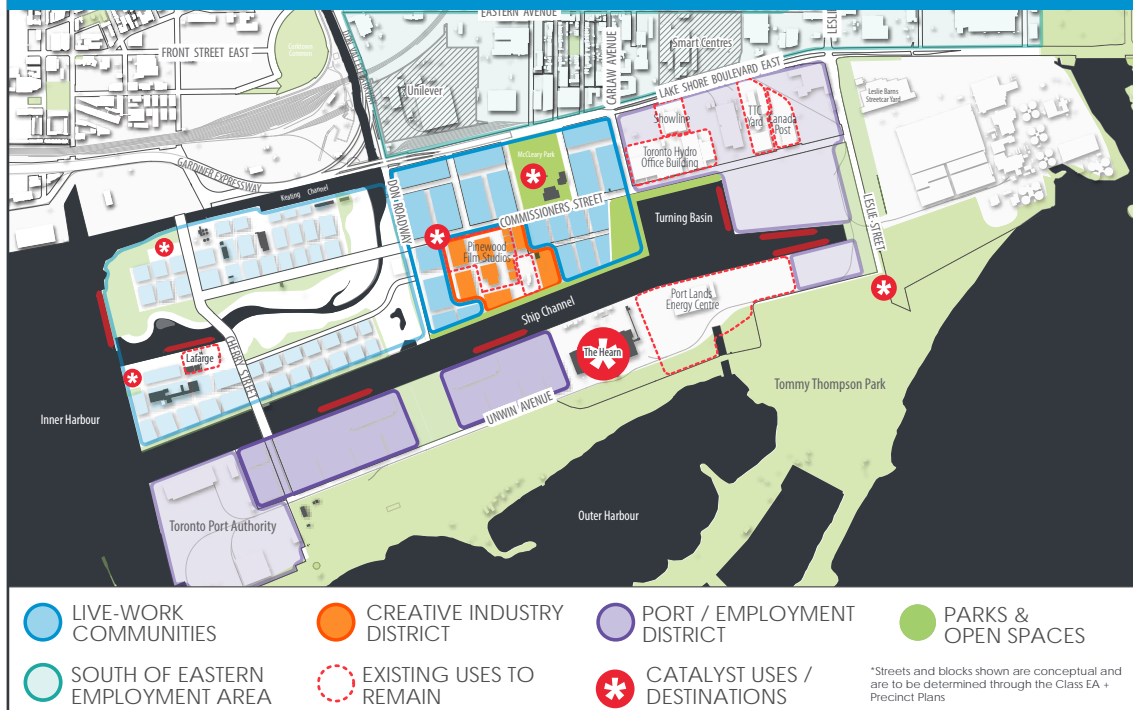 EASTERN AVENUE
FRONT STREET EAST
Corktown
Common
DON VALLEY PARKWAY
CARLAW AVENUE
Smart Centres
LESLIE
Unilever
LAKE SHORE BOULEVARD EAST
Leslie Barns
Streetcar Yard
Showline
TTC
Yard
Canada
Post
Toronto Hydro
Office Building
McCleary Park
GARDINER EXPRESSWAY
Keating Channel
DON ROADWAY
COMMISSIONERS STREET
Turning Basin
LESLIE STREET
Pinewood
Film Studios
Ship Channel
Port Lands
Energy Centre
The Hearn
Lafarge
CHERRY STREET
Tommy Thompson Park
UNWIN AVENUE
Inner Harbour
Outer Harbour
Toronto Port Authority
LIVE-WORK
COMMUNITIES
CREATIVE INDUSTRY
DISTRICT
PORT / EMPLOYMENT
DISTRICT
PARKS &
OPEN SPACES
SOUTH OF EASTERN
EMPLOYMENT AREA
EXISTING USES TO
REMAIN
CATALYST USES /
DESTINATIONS
*Streets and blocks shown are conceptual and
are to be determined through the Class EA +
Precinct Plans